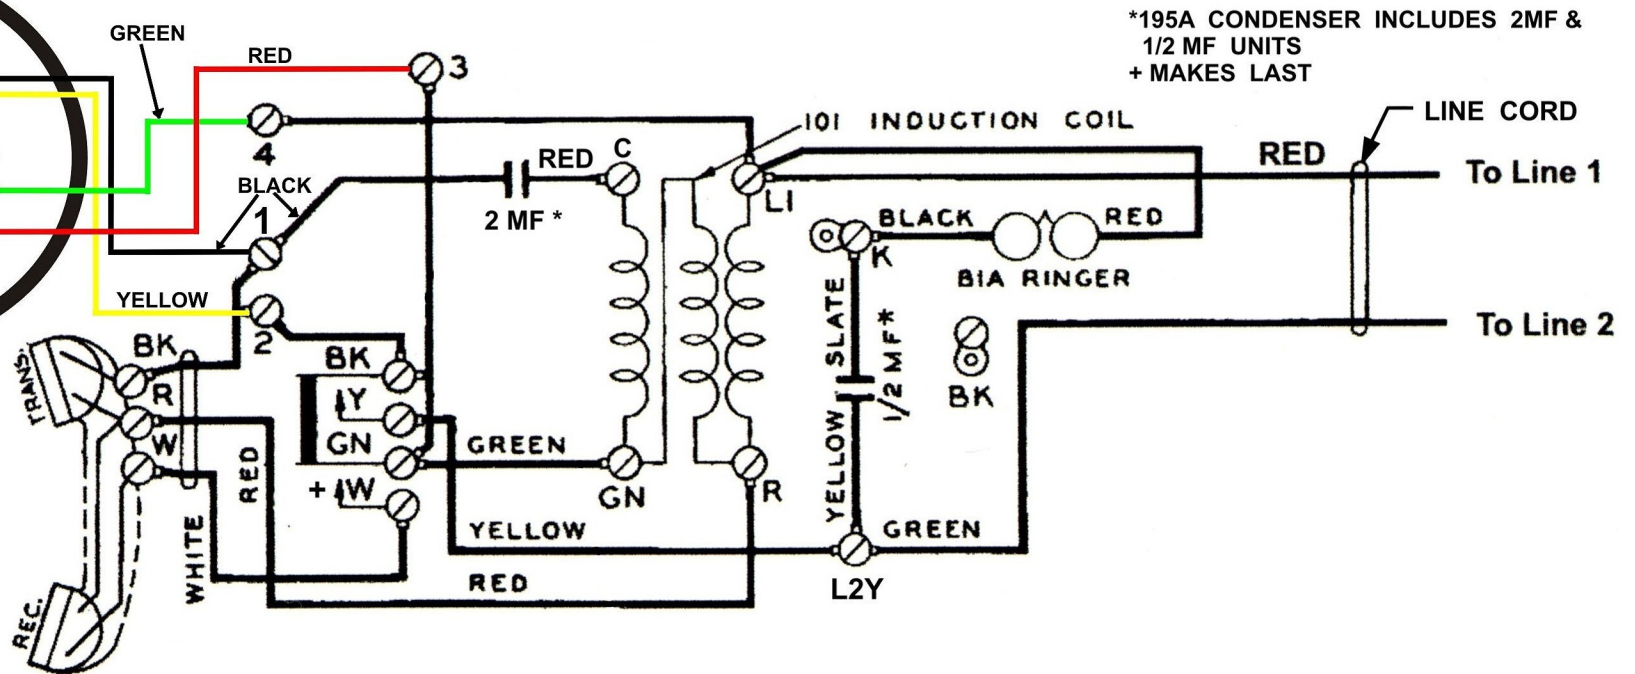 *195A CONDENSER INCLUDES 2MF &
1/2 MF UNITS
+ MAKES LAST
GREEN
RED
3
4
101 INDUCTION COIL
LINE CORD
C
RED
RED
To Line 1
BLACK
1
2 MF *
L1
BLACK
RED
K
B1A RINGER
YELLOW
2
SLATE
1/2 MF*
YELLOW
To Line 2
BK
TRANS.
R
BK
Y
BK
W
GN
GREEN
RED
+ W
GN
R
WHITE
YELLOW
GREEN
RED
L2Y
REC.